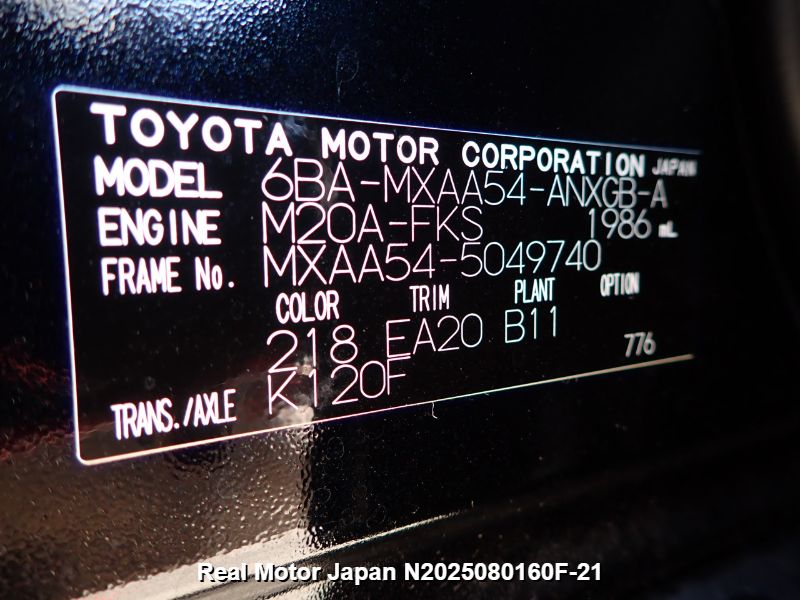 TOYOTA MOTOR CORPORATION JAPAN
MODEL 6BA-MXAA54-ANXGB-A
ENGINE M20A-FKS 1986 mL
FRAME No. MXAA54-5049740
COLOR TRIM PLANT OPTION
218 EA20 B11 776
TRANS./AXLE K120F
Real Motor Japan N2025080160F-21